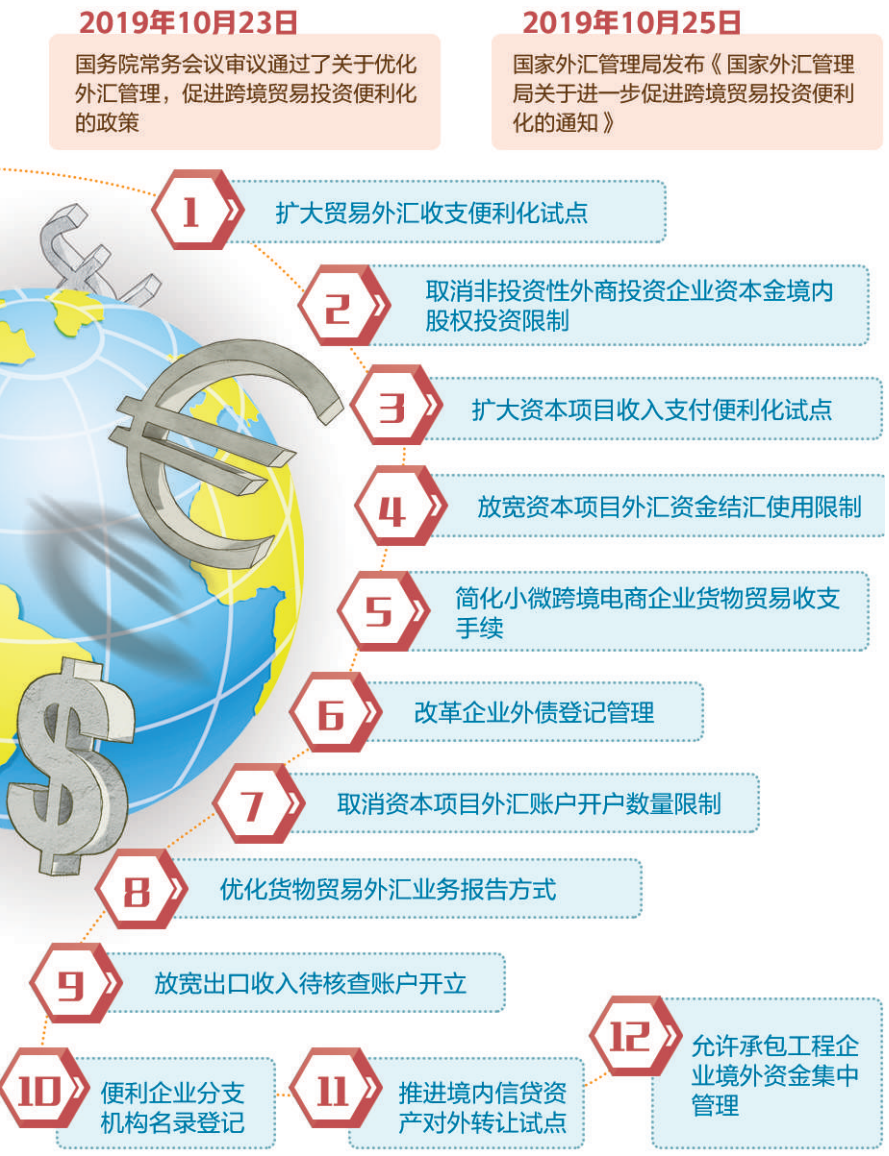 2019年10月23日
国务院常务会议审议通过了关于优化
外汇管理，促进跨境贸易投资便利化
的政策
2019年10月25日
国家外汇管理局发布《国家外汇管理
局关于进一步促进跨境贸易投资便利
化的通知》
1
扩大贸易外汇收支便利化试点
2
取消非投资性外商投资企业资本金境内
股权投资限制
3
扩大资本项目收入支付便利化试点
4
放宽资本项目外汇资金结汇使用限制
5
简化小微跨境电商企业货物贸易收支
手续
6
改革企业外债登记管理
7
取消资本项目外汇账户开户数量限制
8
优化货物贸易外汇业务报告方式
9
放宽出口收入待核查账户开立
10
便利企业分支
机构名录登记
11
推进境内信贷资
产对外转让试点
12
允许承包工程企
业境外资金集中
管理